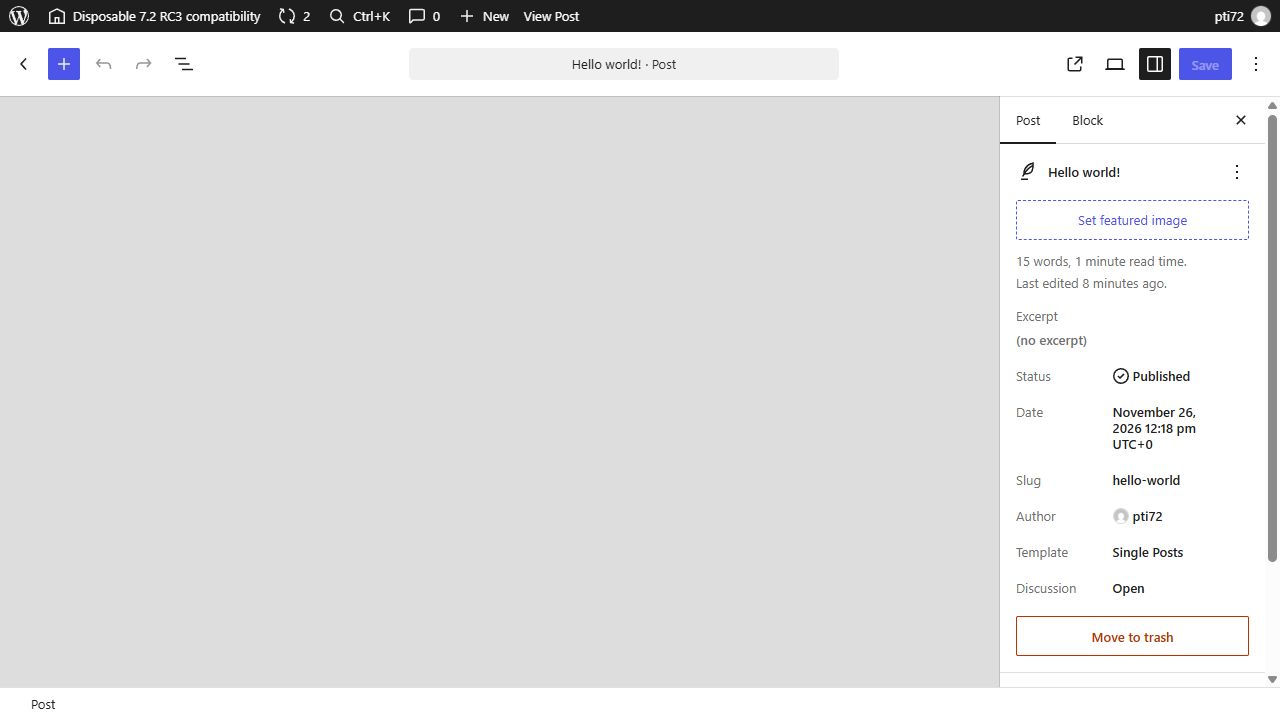 Disposable 7.2 RC3 compatibility 2 Ctrl+K 0 New View Post pti72
Hello world! · Post Save
Post Block
Hello world!
Set featured image
15 words, 1 minute read time.
Last edited 8 minutes ago.
Excerpt
(no excerpt)
Status Published
Date November 26,
2026 12:18 pm
UTC+0
Slug hello-world
Author pti72
Template Single Posts
Discussion Open
Move to trash
Post